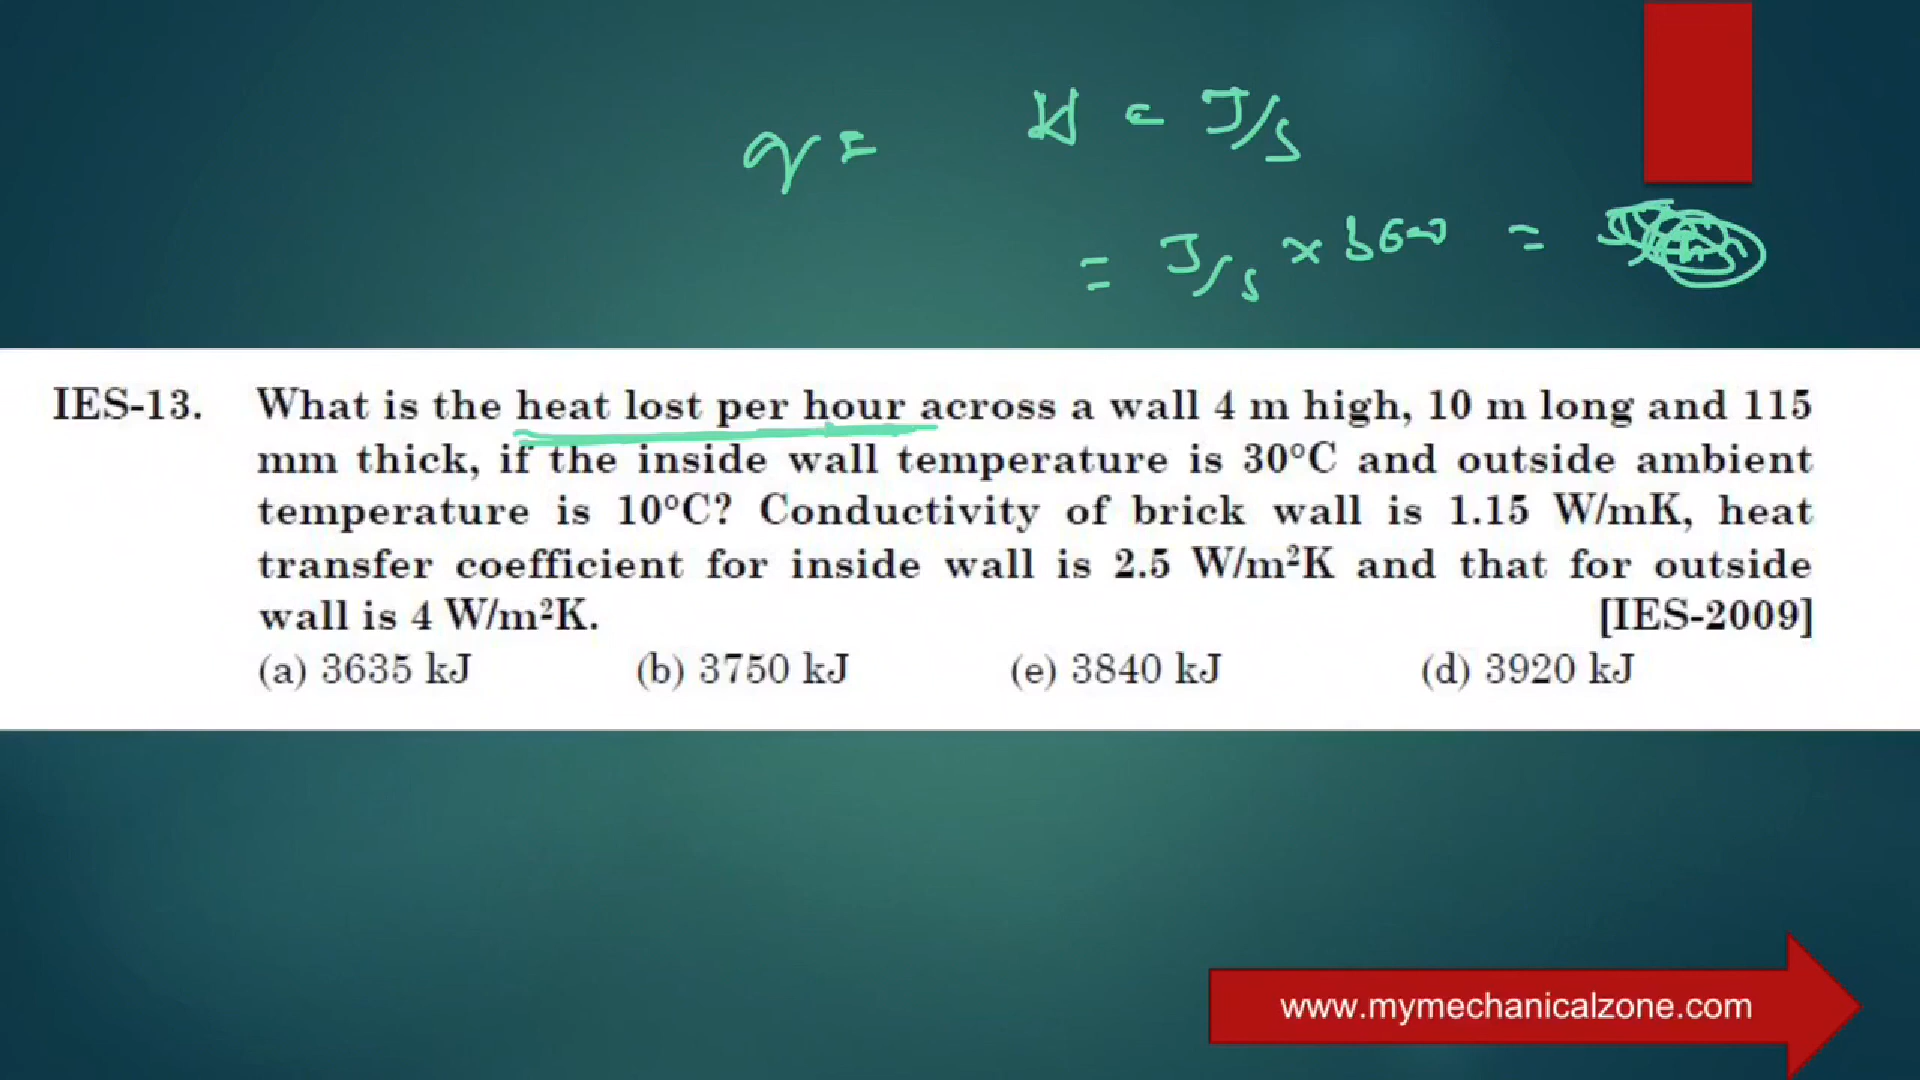 q = W = J/s
= J/s × 3600 =
IES-13. What is the heat lost per hour across a wall 4 m high, 10 m long and 115
mm thick, if the inside wall temperature is 30°C and outside ambient
temperature is 10°C? Conductivity of brick wall is 1.15 W/mK, heat
transfer coefficient for inside wall is 2.5 W/m²K and that for outside
wall is 4 W/m²K. [IES-2009]
(a) 3635 kJ (b) 3750 kJ (e) 3840 kJ (d) 3920 kJ
www.mymechanicalzone.com